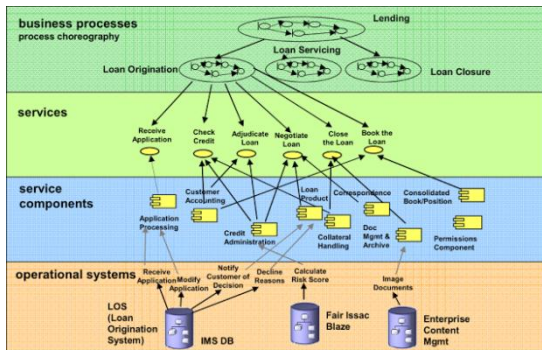 business processes
process choreography
Lending
Loan Servicing
Loan Origination
Loan Closure
services
Receive
Application
Check
Credit
Adjudicate
Loan
Negotiate
Loan
Close
the Loan
Book the
Loan
service
components
Customer
Accounting
Loan
Product
Correspondence
Consolidated
Book/Position
Application
Processing
Credit
Administration
Collateral
Handling
Doc
Mgmt &
Archive
Permissions
Component
operational systems
Receive
Application
Modify
Application
Notify
Customer of
Decision
Decline
Reasons
Calculate
Risk Score
Image
Documents
LOS
(Loan
Origination
System)
IMS DB
Fair Issac
Blaze
Enterprise
Content
Mgmt